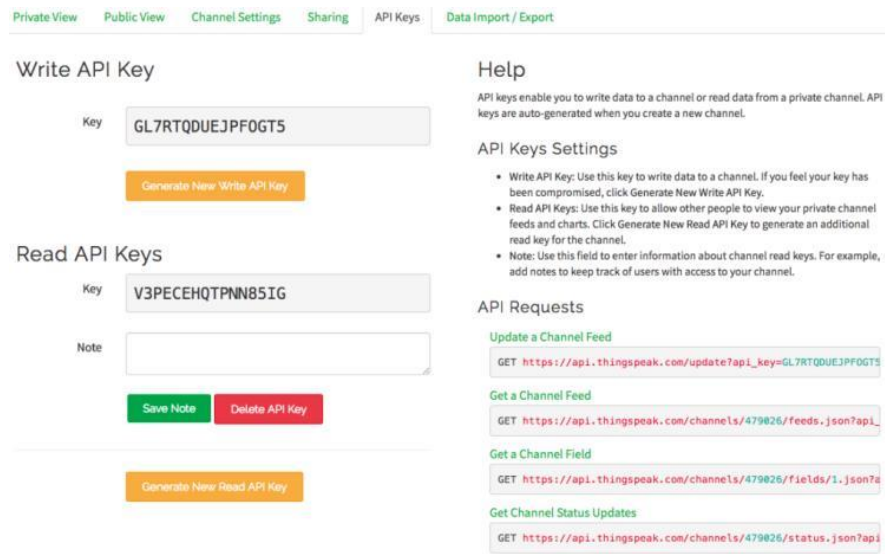 Private View Public View Channel Settings Sharing API Keys Data Import / Export
Write API Key
Key GL7RTQDUEJPFOGT5
Generate New Write API Key
Read API Keys
Key V3PECEHQTPNN85IG
Note
Save Note Delete API Key
Generate New Read API Key
Help
API keys enable you to write data to a channel or read data from a private channel. API
keys are auto-generated when you create a new channel.
API Keys Settings
• Write API Key: Use this key to write data to a channel. If you feel your key has
been compromised, click Generate New Write API Key.
• Read API Keys: Use this key to allow other people to view your private channel
feeds and charts. Click Generate New Read API Key to generate an additional
read key for the channel.
• Note: Use this field to enter information about channel read keys. For example,
add notes to keep track of users with access to your channel.
API Requests
Update a Channel Feed
GET https://api.thingspeak.com/update?api_key=GL7RTQDUEJPFOGT5
Get a Channel Feed
GET https://api.thingspeak.com/channels/479026/feeds.json?api_
Get a Channel Field
GET https://api.thingspeak.com/channels/479026/fields/1.json?a
Get Channel Status Updates
GET https://api.thingspeak.com/channels/479026/status.json?api